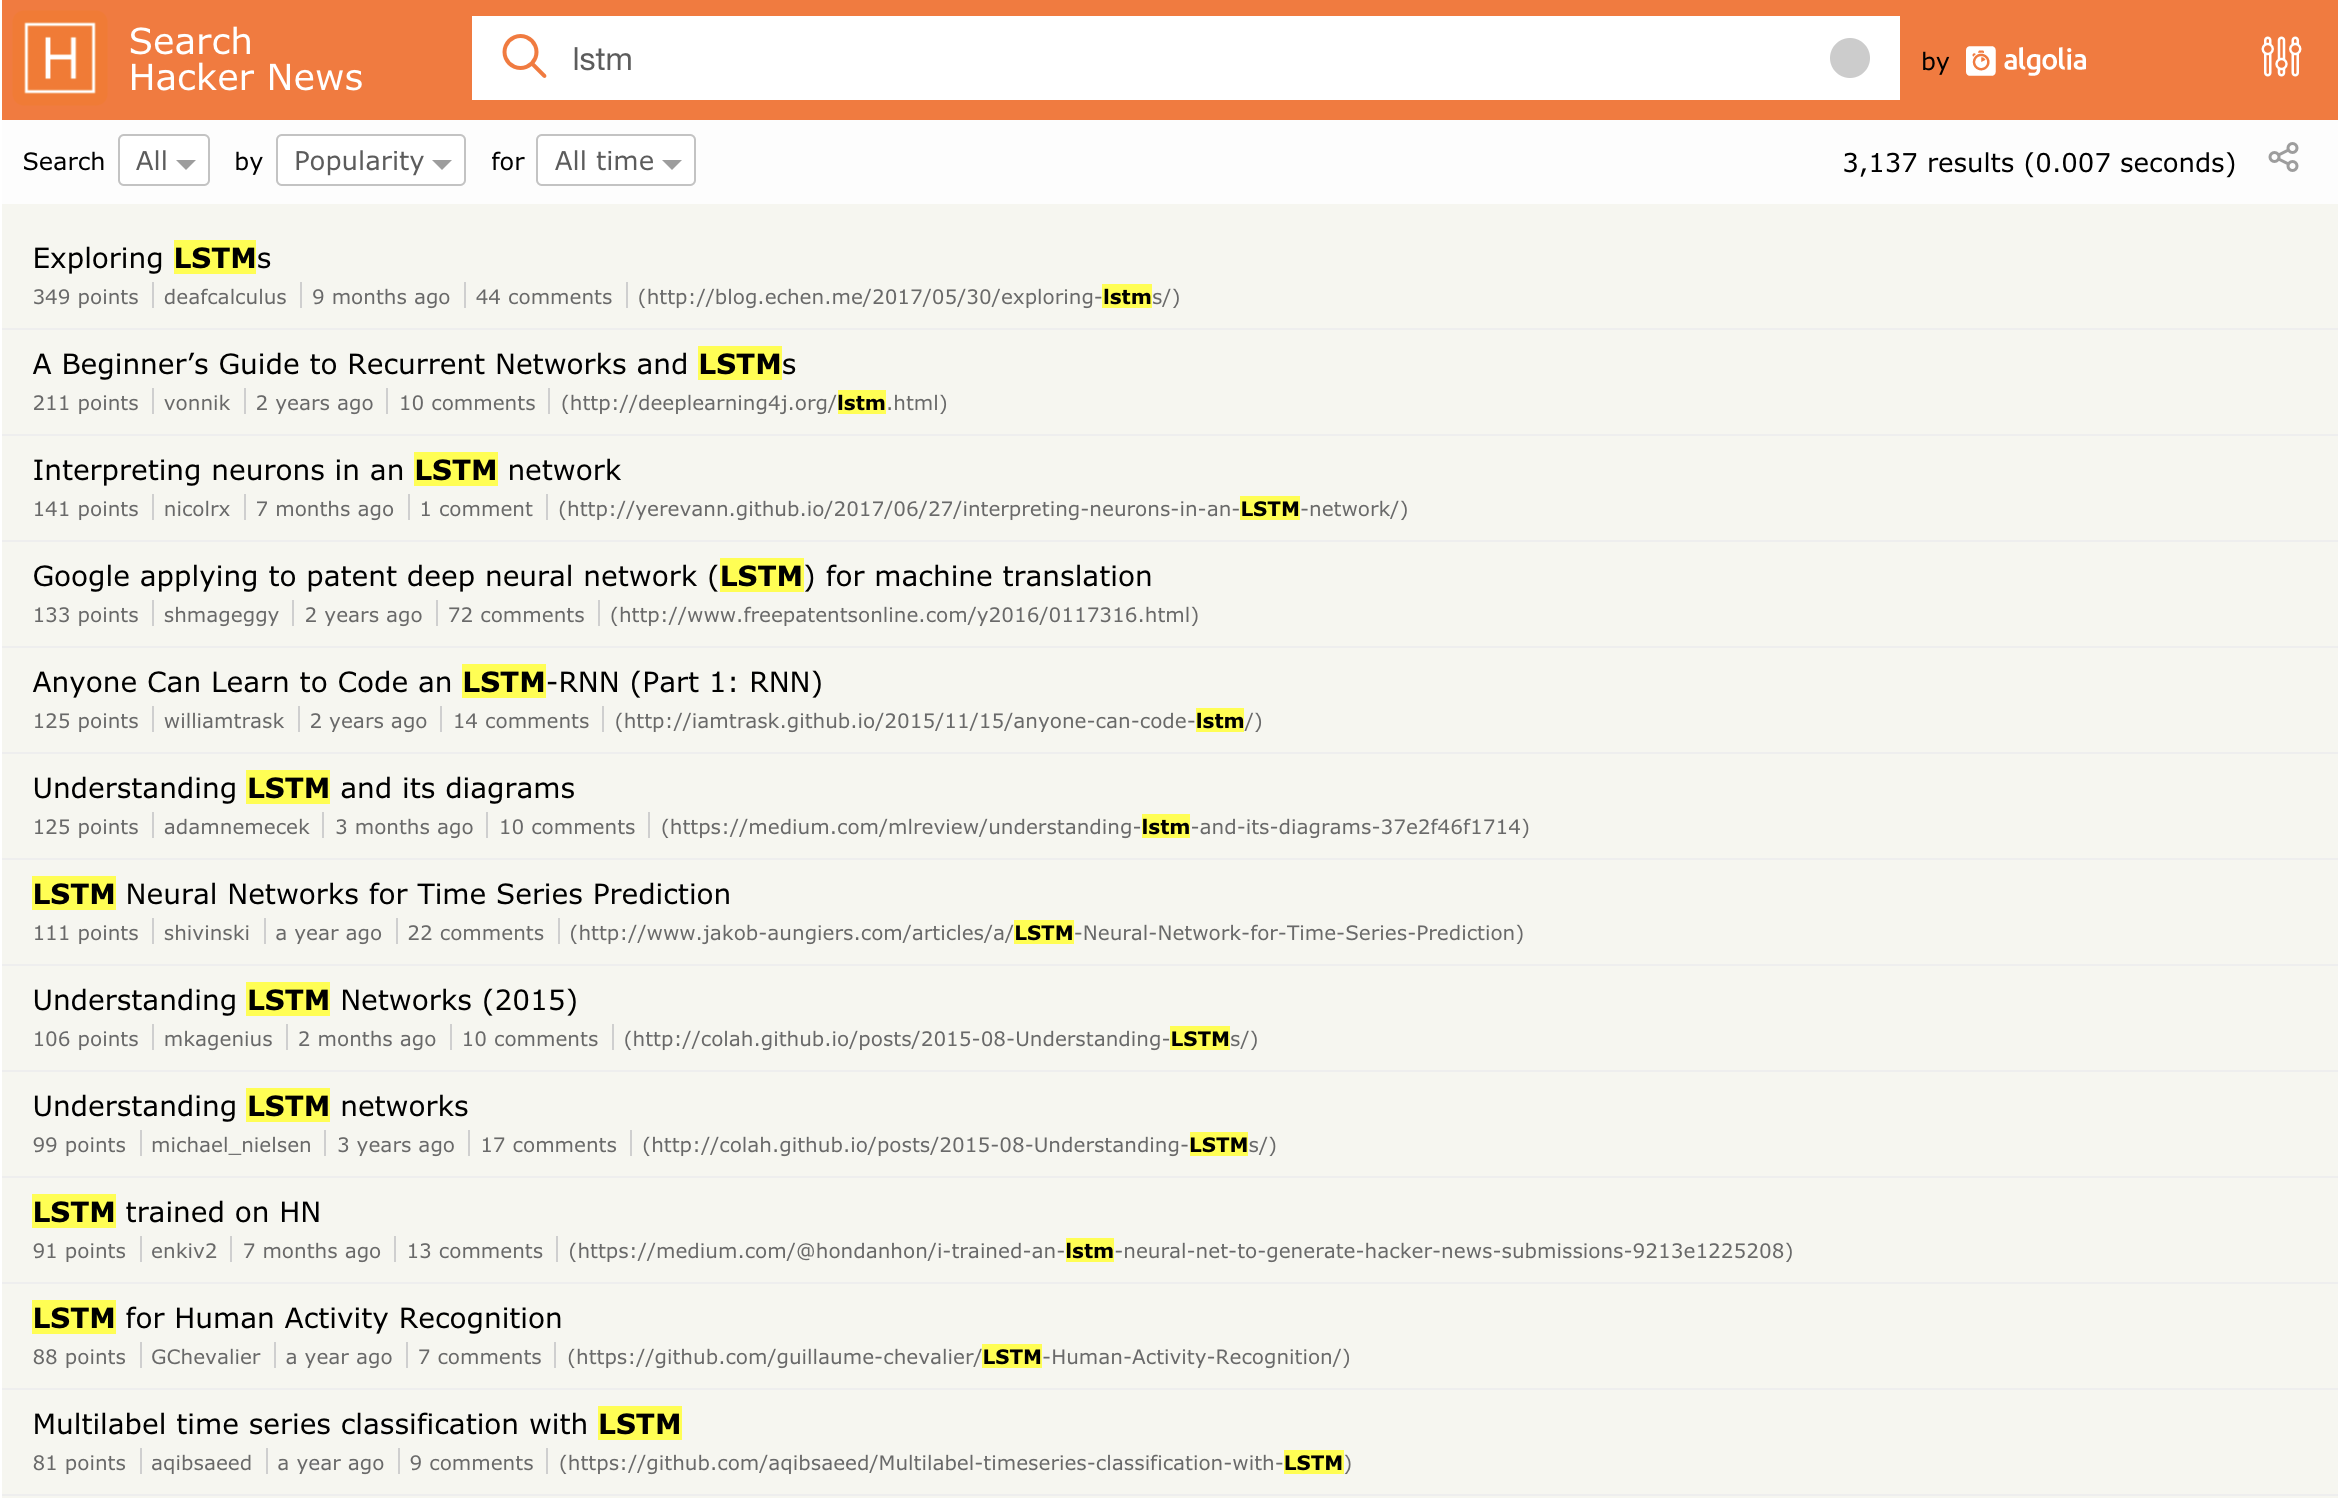 H
Search
Hacker News
lstm
by algolia
Search All by Popularity for All time 3,137 results (0.007 seconds)
Exploring LSTMs
349 points deafcalculus 9 months ago 44 comments (http://blog.echen.me/2017/05/30/exploring-lstms/)
A Beginner’s Guide to Recurrent Networks and LSTMs
211 points vonnik 2 years ago 10 comments (http://deeplearning4j.org/lstm.html)
Interpreting neurons in an LSTM network
141 points nicolrx 7 months ago 1 comment (http://yerevann.github.io/2017/06/27/interpreting-neurons-in-an-LSTM-network/)
Google applying to patent deep neural network (LSTM) for machine translation
133 points shmageggy 2 years ago 72 comments (http://www.freepatentsonline.com/y2016/0117316.html)
Anyone Can Learn to Code an LSTM-RNN (Part 1: RNN)
125 points williamtrask 2 years ago 14 comments (http://iamtrask.github.io/2015/11/15/anyone-can-code-lstm/)
Understanding LSTM and its diagrams
125 points adamnemecek 3 months ago 10 comments (https://medium.com/mlreview/understanding-lstm-and-its-diagrams-37e2f46f1714)
LSTM Neural Networks for Time Series Prediction
111 points shivinski a year ago 22 comments (http://www.jakob-aungiers.com/articles/a/LSTM-Neural-Network-for-Time-Series-Prediction)
Understanding LSTM Networks (2015)
106 points mkagenius 2 months ago 10 comments (http://colah.github.io/posts/2015-08-Understanding-LSTMs/)
Understanding LSTM networks
99 points michael_nielsen 3 years ago 17 comments (http://colah.github.io/posts/2015-08-Understanding-LSTMs/)
LSTM trained on HN
91 points enkiv2 7 months ago 13 comments (https://medium.com/@hondanhon/i-trained-an-lstm-neural-net-to-generate-hacker-news-submissions-9213e1225208)
LSTM for Human Activity Recognition
88 points GChevalier a year ago 7 comments (https://github.com/guillaume-chevalier/LSTM-Human-Activity-Recognition/)
Multilabel time series classification with LSTM
81 points aqibsaeed a year ago 9 comments (https://github.com/aqibsaeed/Multilabel-timeseries-classification-with-LSTM)